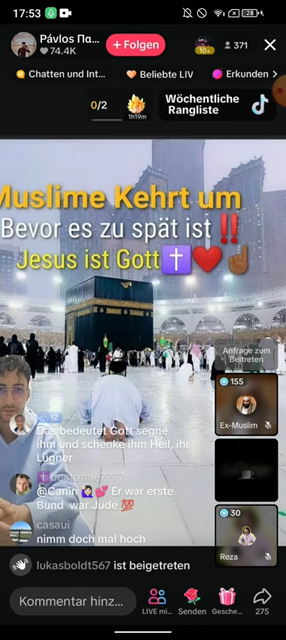 17:53
28
Pávlos Πα...
74.4K
+ Folgen
10+
371
Chatten und Int...
Beliebte LIV
Erkunden >
0/2
1h19m
Wöchentliche
Rangliste
Muslime Kehrt um
Bevor es zu spät ist‼️
Jesus ist Gott✝️❤️☝🏾
Anfrage zum
Beitreten
155
Ex-Muslim
12
Das bedeutet Gott segne
ihm und schenke ihm Heil, ihr
Lügner
@Canin 🤦🏻‍♀️💕 Er war erste
Bund war Jude 💯
casaui
nimm doch mal hoch
30
Reza
lukasboldt567 ist beigetreten
Kommentar hinz...
LIVE mi...
Senden
Gesche...
275